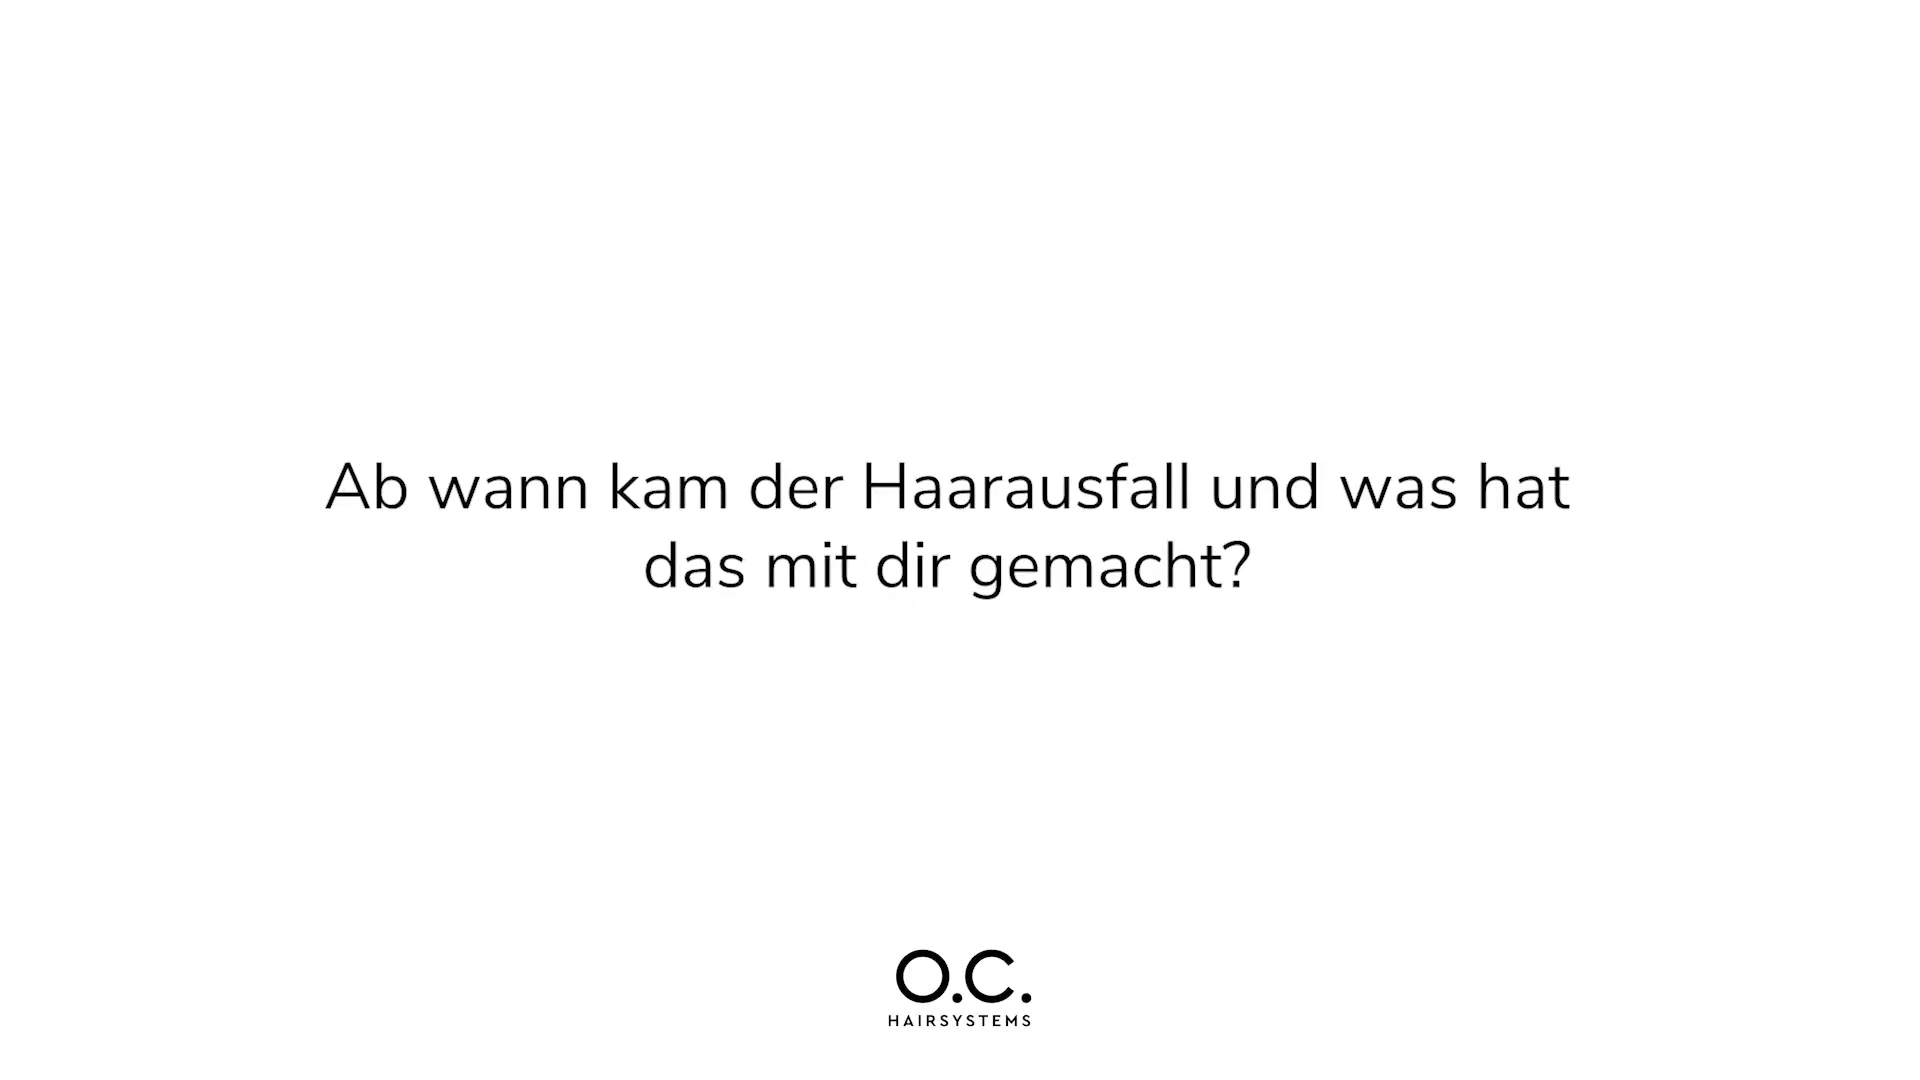 Ab wann kam der Haarausfall und was hat
das mit dir gemacht?
O.C.
HAIRSYSTEMS